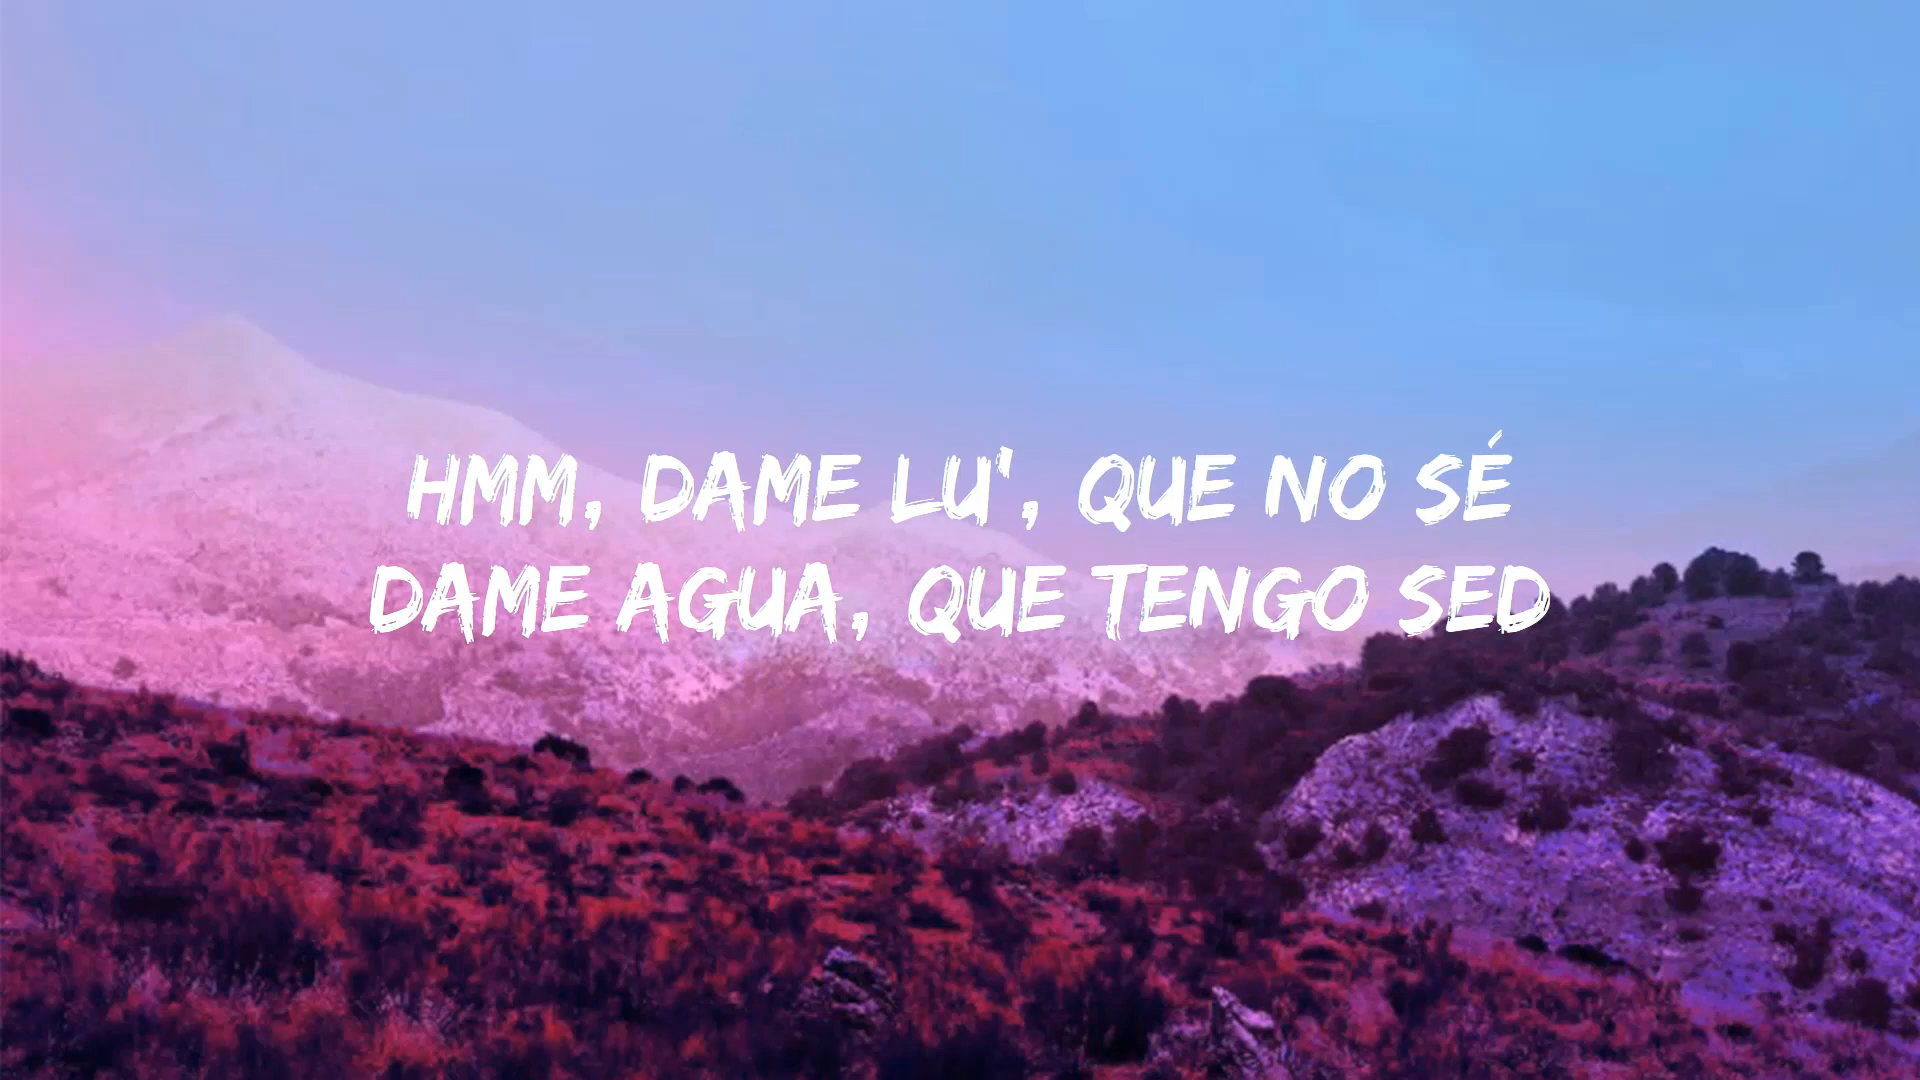 HMM, DAME LU', QUE NO SÉ
DAME AGUA, QUE TENGO SED